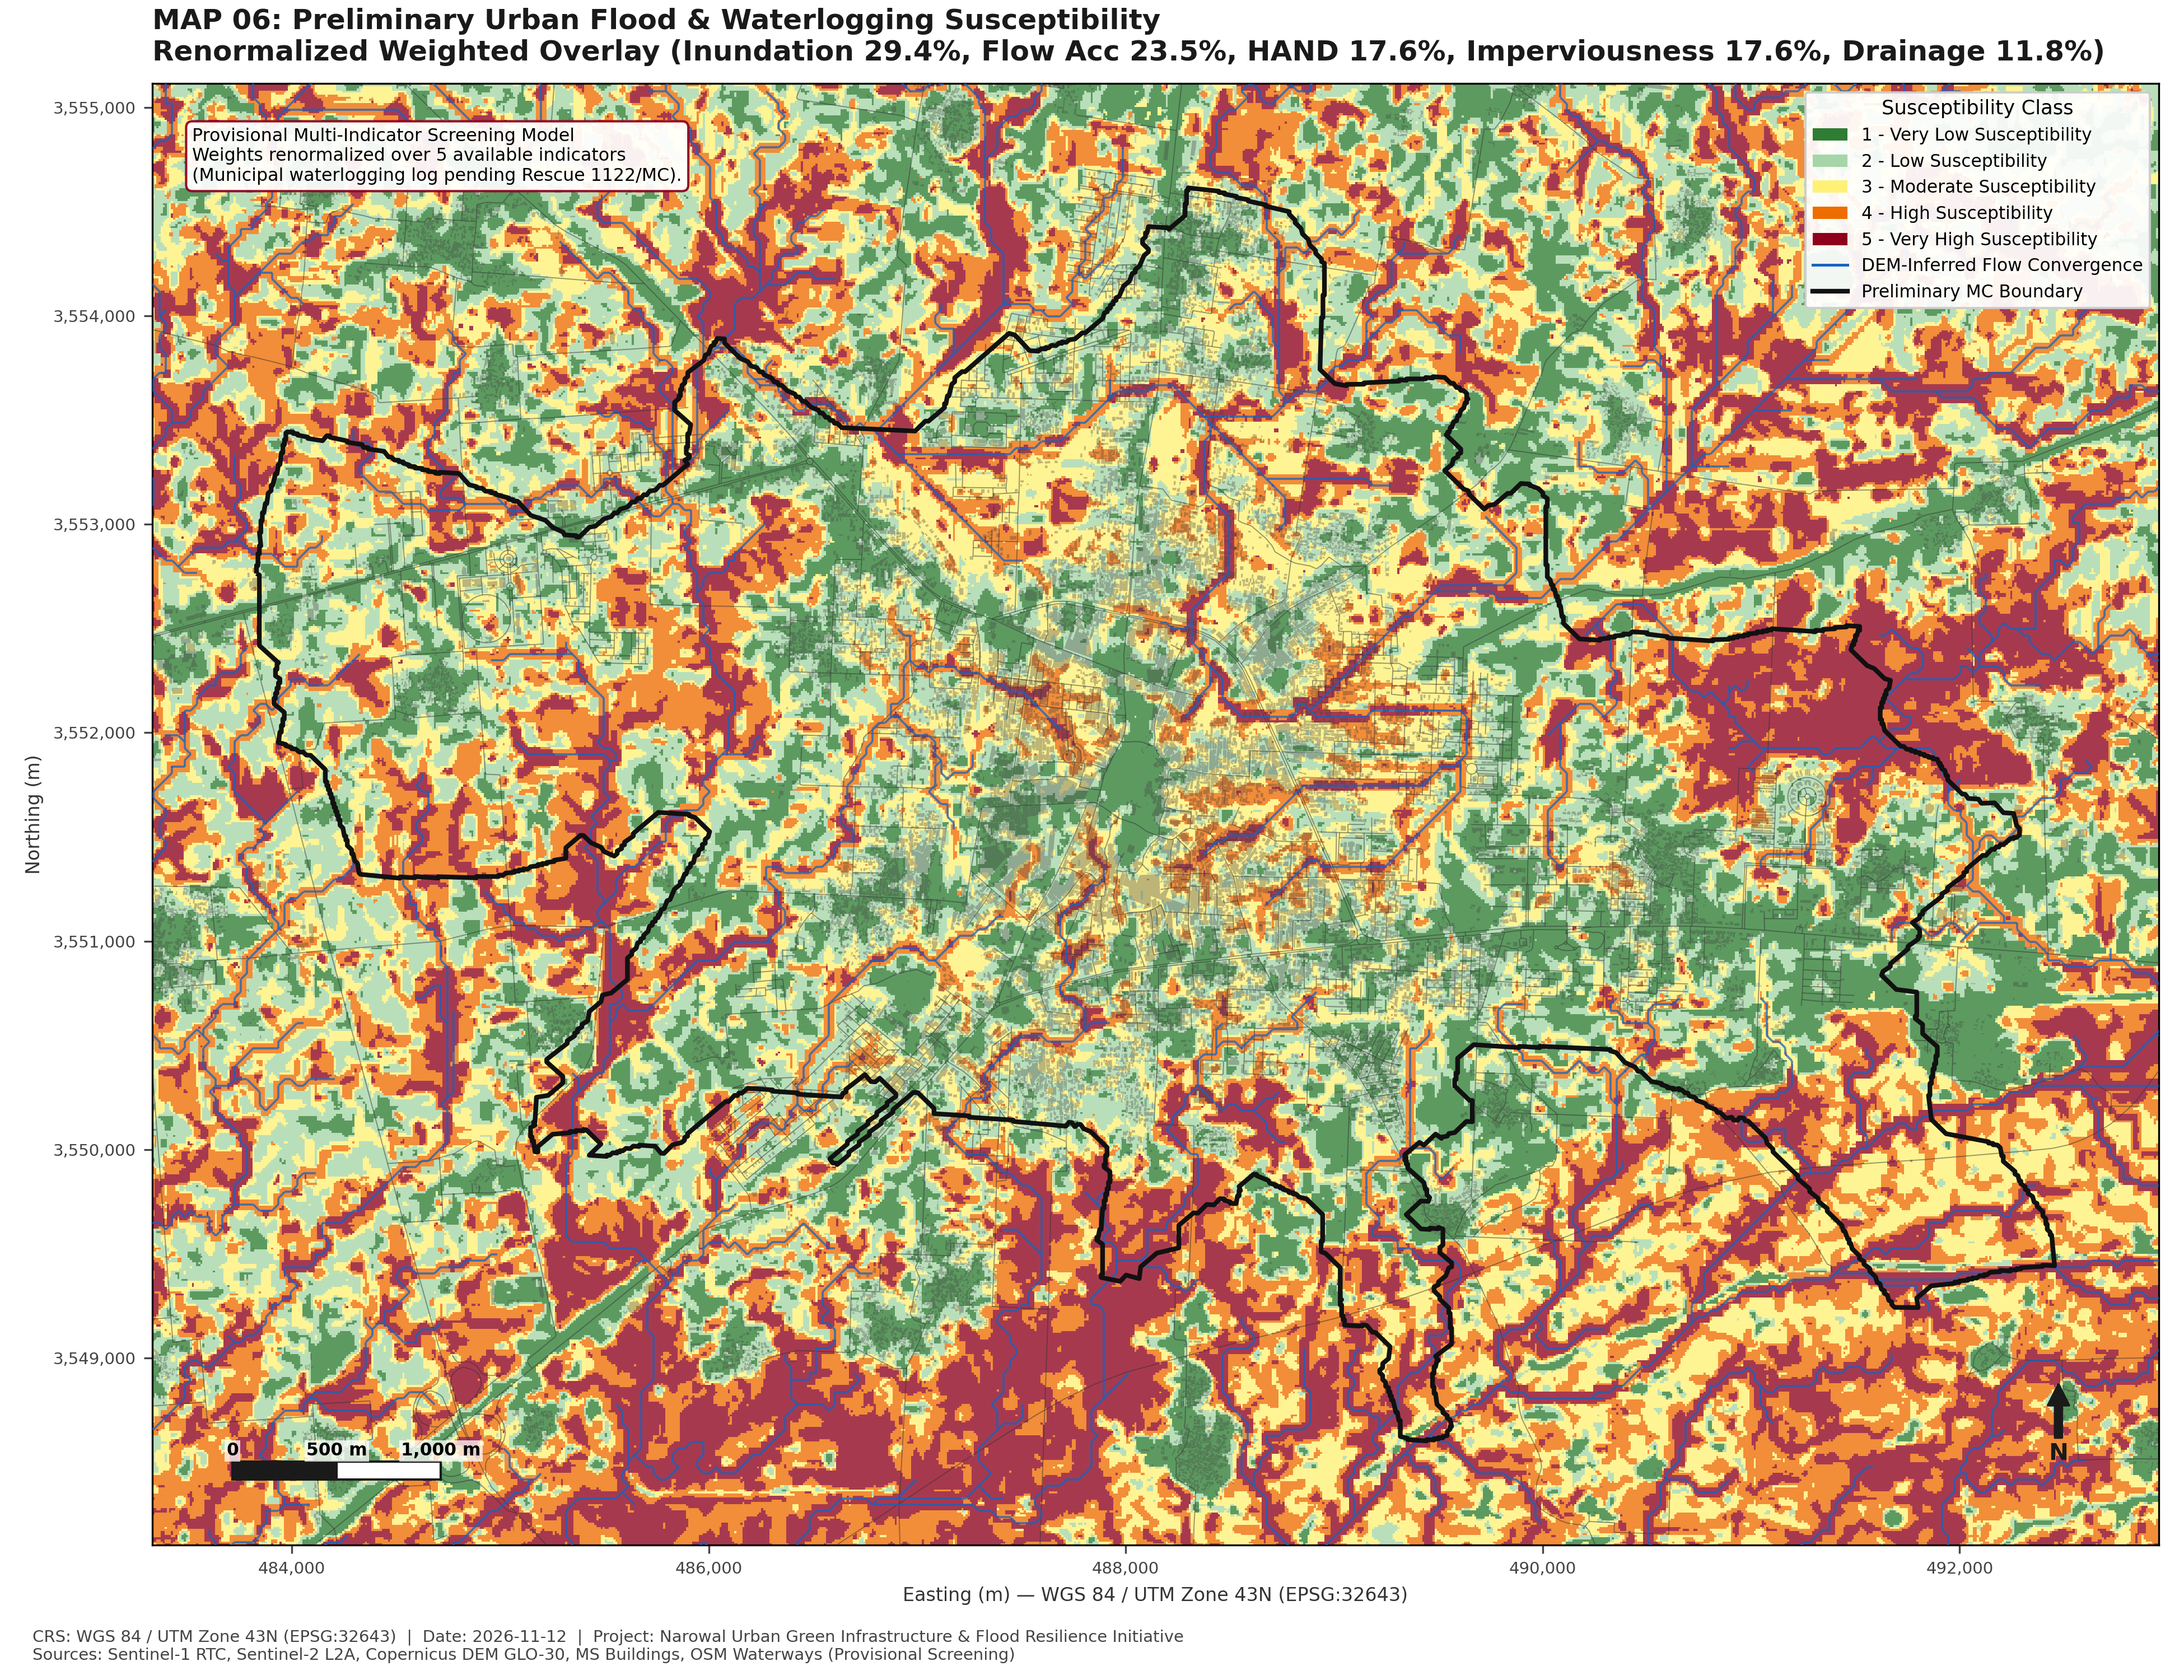 MAP 06: Preliminary Urban Flood & Waterlogging Susceptibility
Renormalized Weighted Overlay (Inundation 29.4%, Flow Acc 23.5%, HAND 17.6%, Imperviousness 17.6%, Drainage 11.8%)
Provisional Multi-Indicator Screening Model
Weights renormalized over 5 available indicators
(Municipal waterlogging log pending Rescue 1122/MC).
Susceptibility Class
1 - Very Low Susceptibility
2 - Low Susceptibility
3 - Moderate Susceptibility
4 - High Susceptibility
5 - Very High Susceptibility
DEM-Inferred Flow Convergence
Preliminary MC Boundary
3,555,000
3,554,000
3,553,000
3,552,000
3,551,000
3,550,000
3,549,000
Northing (m)
0 500 m 1,000 m
N
484,000 486,000 488,000 490,000 492,000
Easting (m) — WGS 84 / UTM Zone 43N (EPSG:32643)
CRS: WGS 84 / UTM Zone 43N (EPSG:32643) | Date: 2026-11-12 | Project: Narowal Urban Green Infrastructure & Flood Resilience Initiative
Sources: Sentinel-1 RTC, Sentinel-2 L2A, Copernicus DEM GLO-30, MS Buildings, OSM Waterways (Provisional Screening)